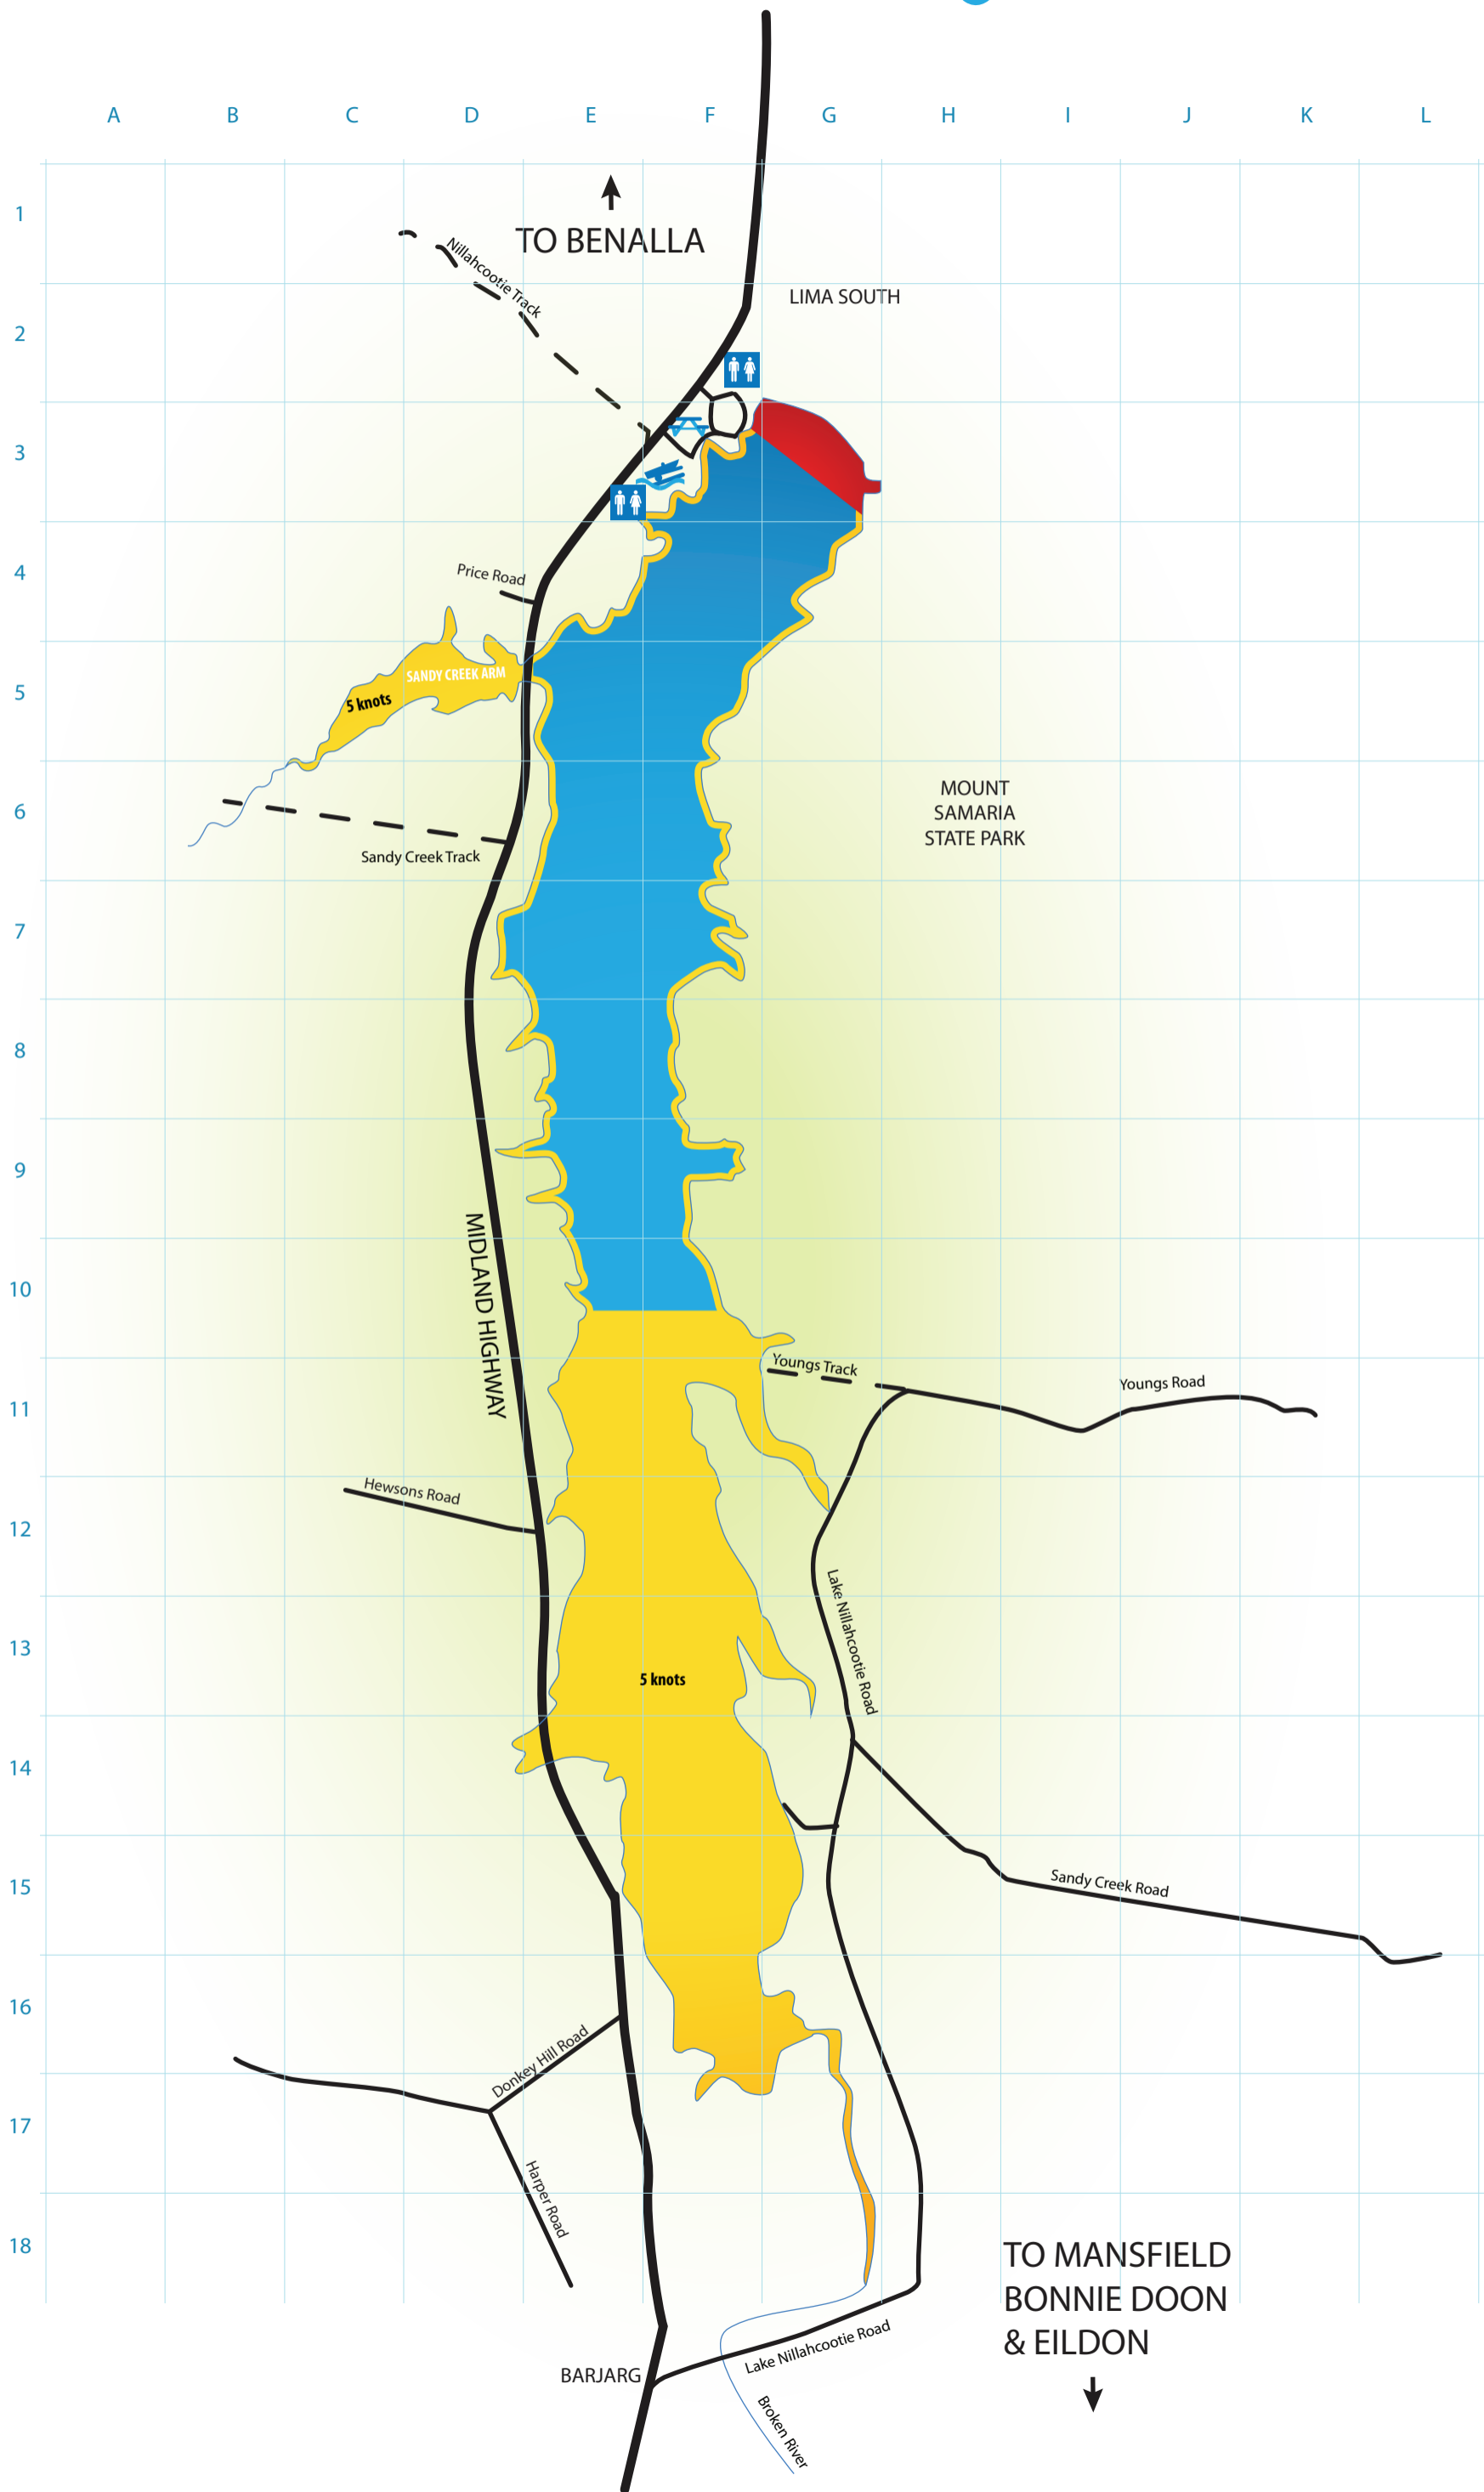 A B C D E F G H I J K L
1
TO BENALLA
Nillahcootie Track
LIMA SOUTH
2
3
4
Price Road
SANDY CREEK ARM
5 knots
5
MOUNT
SAMARIA
STATE PARK
6
Sandy Creek Track
7
8
9
MIDLAND HIGHWAY
10
Youngs Track
Youngs Road
11
Hewsons Road
12
Lake Nillahcootie Road
13
5 knots
14
15
Sandy Creek Road
16
Donkey Hill Road
17
Harper Road
18
TO MANSFIELD
BONNIE DOON
& EILDON
Lake Nillahcootie Road
BARJARG
Broken River